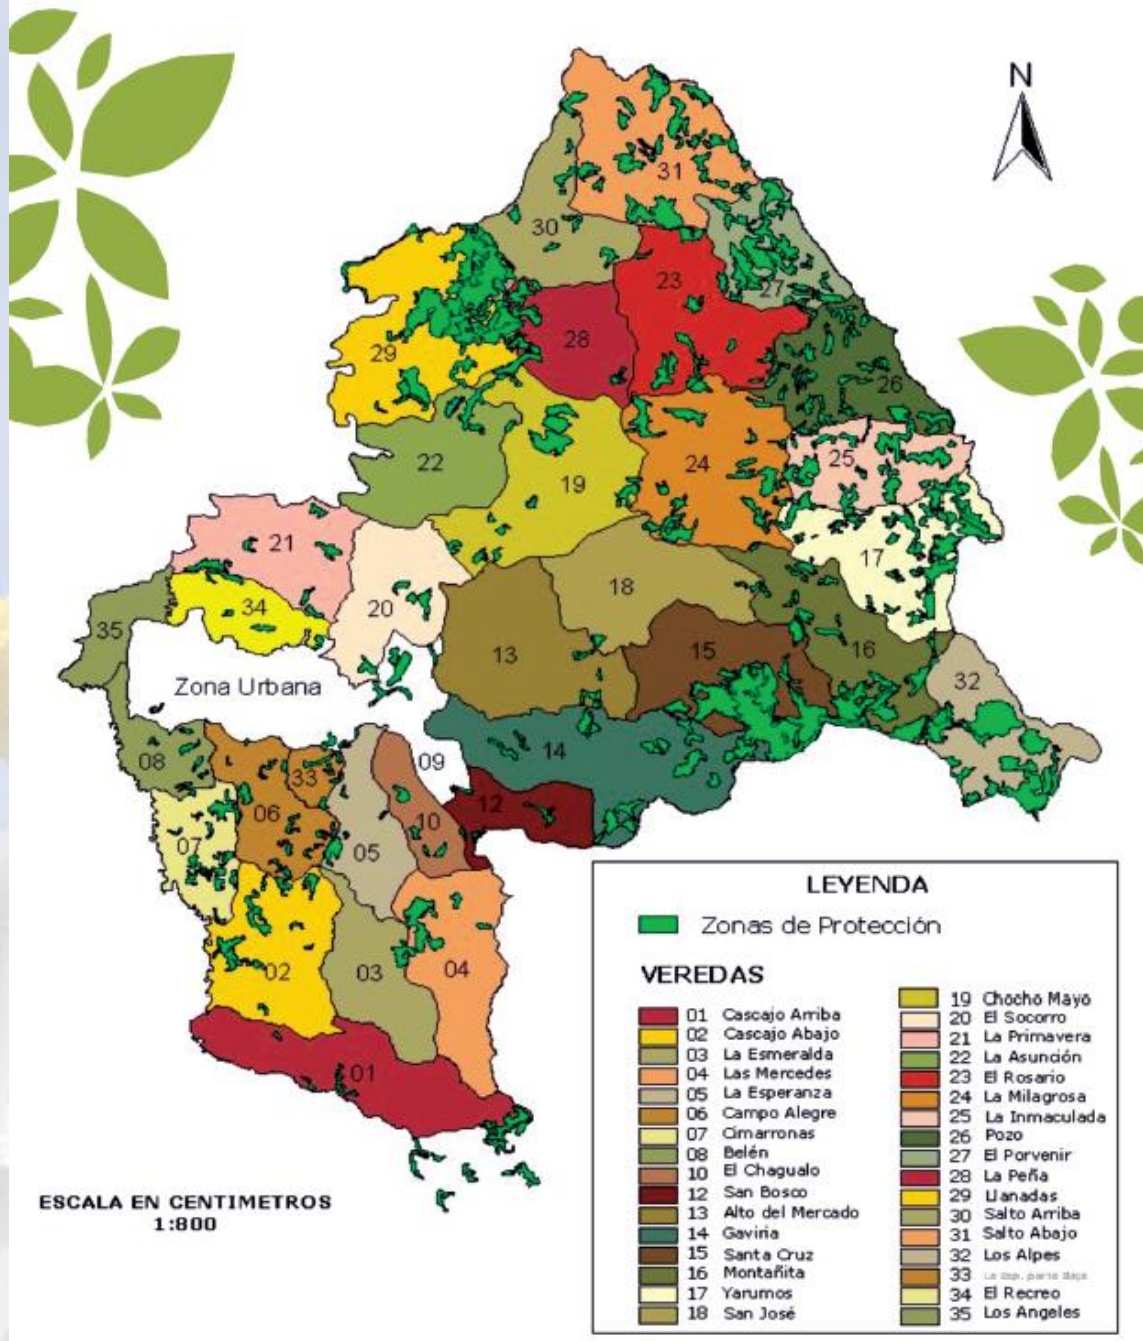 N
31
30
23
27
29
28
26
22
24
25
19
21
17
34
20
18
35
13
15
16
Zona Urbana
32
14
08
09
33
12
06
10
07
05
02
03
04
01
ESCALA EN CENTIMETROS
1:800
LEYENDA
Zonas de Protección
VEREDAS
01 Cascajo Arriba
02 Cascajo Abajo
03 La Esmeralda
04 Las Mercedes
05 La Esperanza
06 Campo Alegre
07 Cimarronas
08 Belén
10 El Chagualo
12 San Bosco
13 Alto del Mercado
14 Gaviria
15 Santa Cruz
16 Montañita
17 Yarumos
18 San José
19 Chocho Mayo
20 El Socorro
21 La Primavera
22 La Asunción
23 El Rosario
24 La Milagrosa
25 La Inmaculada
26 Pozo
27 El Porvenir
28 La Peña
29 Llanadas
30 Salto Arriba
31 Salto Abajo
32 Los Alpes
33 La Esp. parte Baja
34 El Recreo
35 Los Angeles